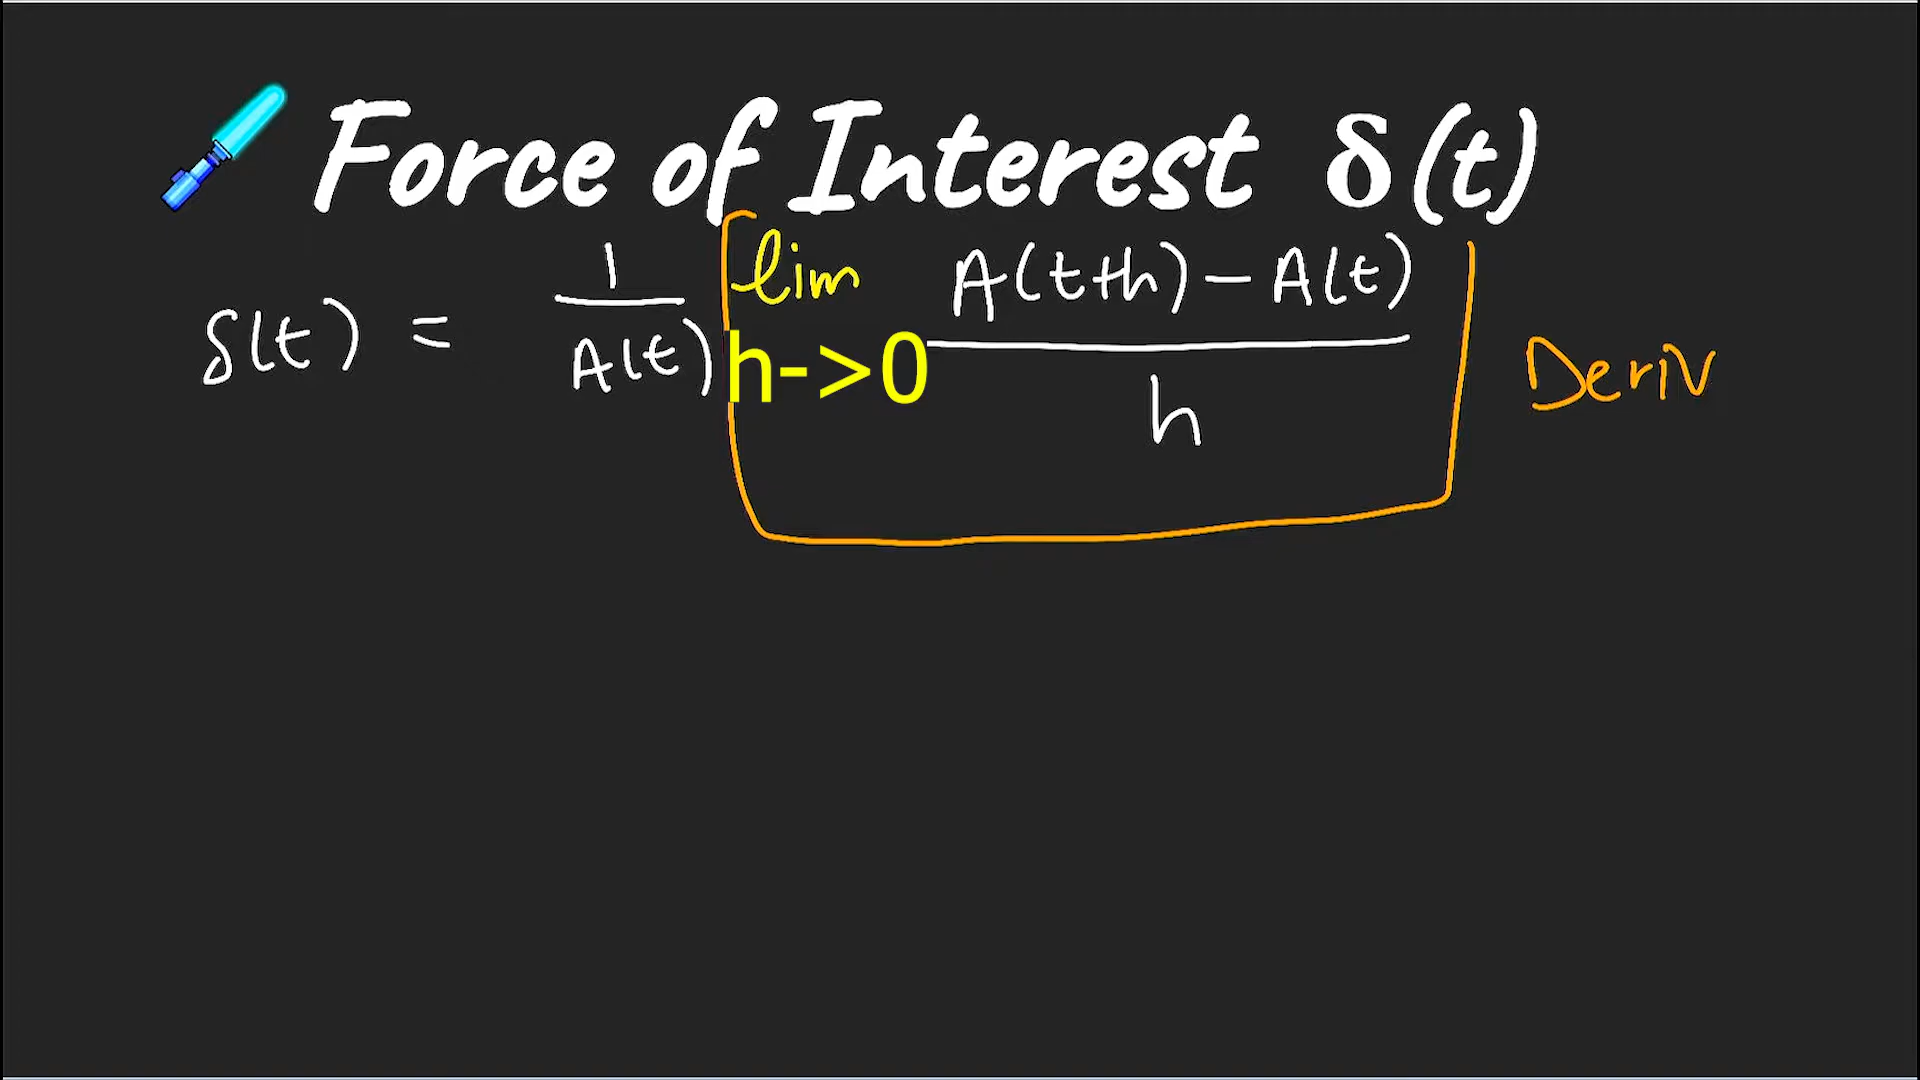 Force of Interest δ(t)
δ(t) = 1/A(t) lim h->0 A(t+h) - A(t)/h
Deriv